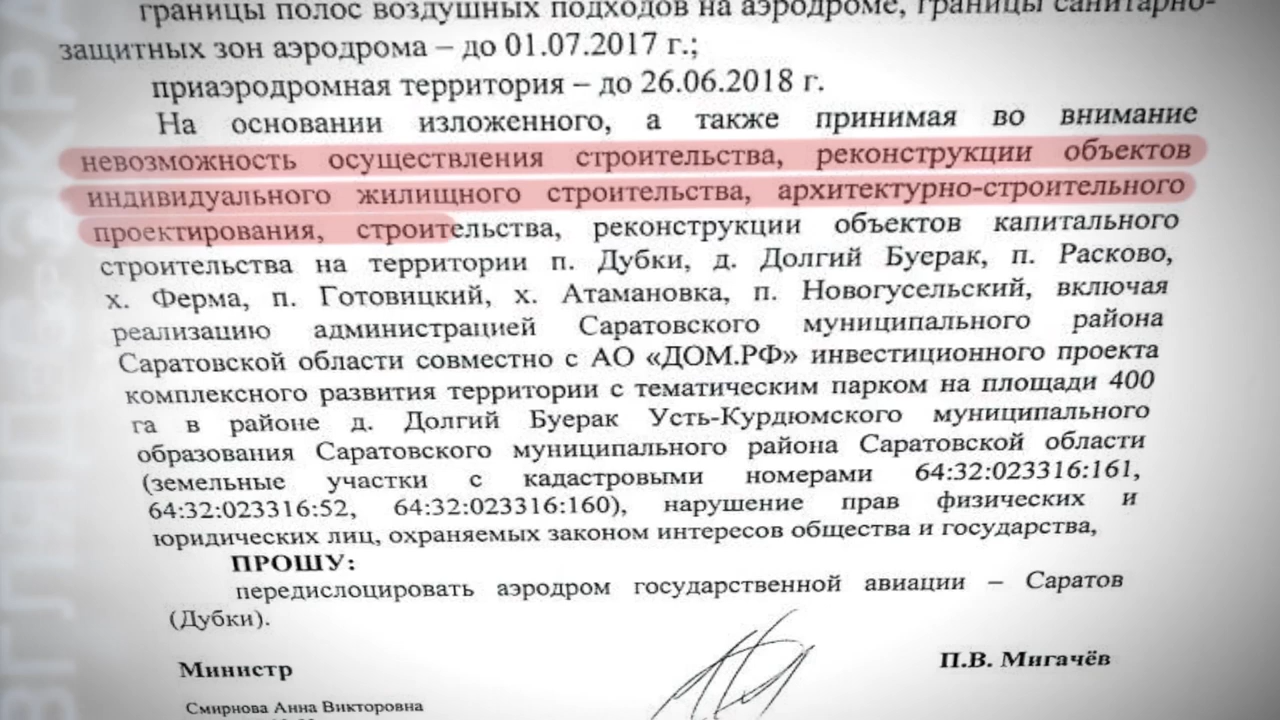 границы полос воздушных подходов на аэродроме, границы санитарно-
защитных зон аэродрома – до 01.07.2017 г.;
приаэродромная территория – до 26.06.2018 г.
На основании изложенного, а также принимая во внимание
невозможность осуществления строительства, реконструкции объектов
индивидуального жилищного строительства, архитектурно-строительного
проектирования, строительства, реконструкции объектов капитального
строительства на территории п. Дубки, д. Долгий Буерак, п. Расково,
х. Ферма, п. Готовицкий, х. Атамановка, п. Новогусельский, включая
реализацию администрацией Саратовского муниципального района
Саратовской области совместно с АО «ДОМ.РФ» инвестиционного проекта
комплексного развития территории с тематическим парком на площади 400
га в районе д. Долгий Буерак Усть-Курдюмского муниципального
образования Саратовского муниципального района Саратовской области
(земельные участки с кадастровыми номерами 64:32:023316:161,
64:32:023316:52, 64:32:023316:160), нарушение прав физических и
юридических лиц, охраняемых законом интересов общества и государства,
ПРОШУ:
передислоцировать аэродром государственной авиации – Саратов
(Дубки).
Министр
П.В. Мигачёв
Смирнова Анна Викторовна